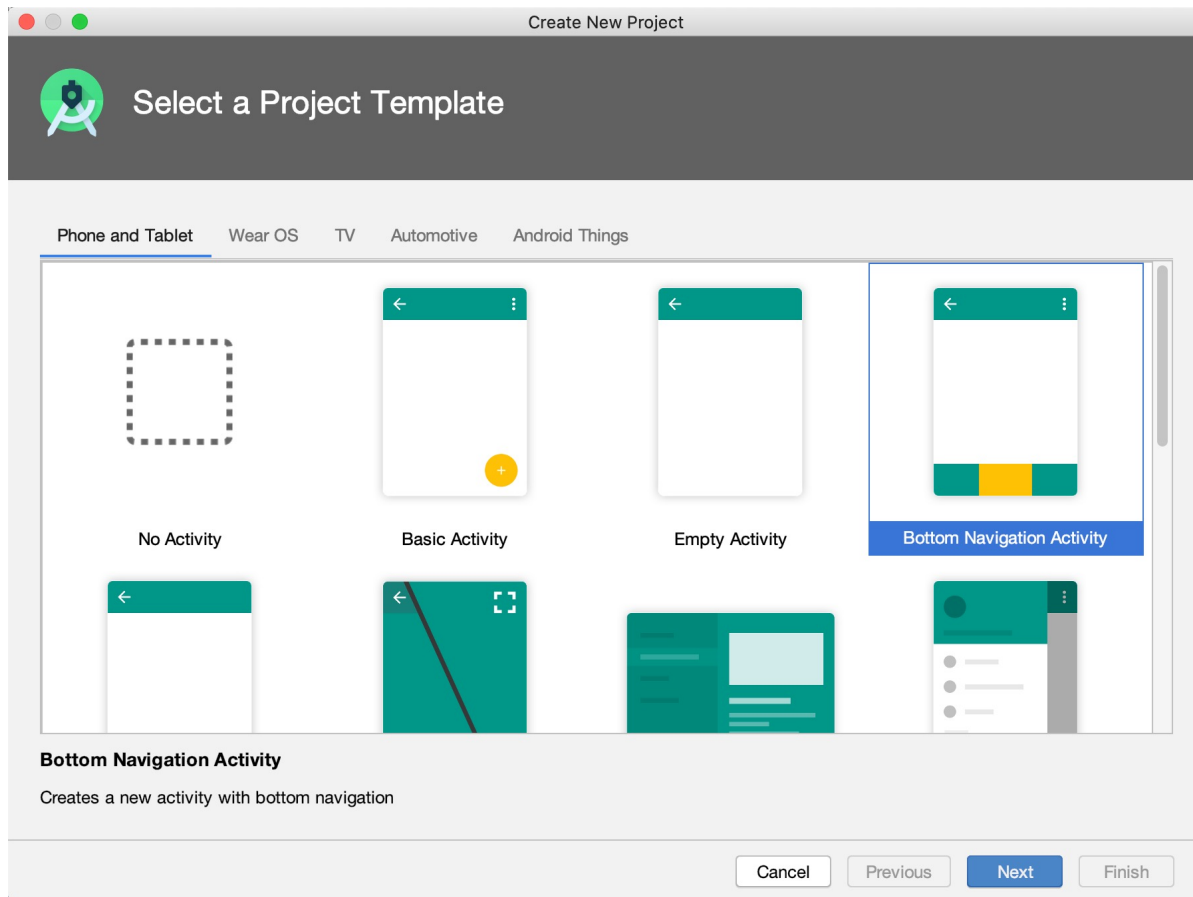 Create New Project
Select a Project Template
Phone and Tablet Wear OS TV Automotive Android Things
No Activity Basic Activity Empty Activity Bottom Navigation Activity
Bottom Navigation Activity
Creates a new activity with bottom navigation
Cancel Previous Next Finish